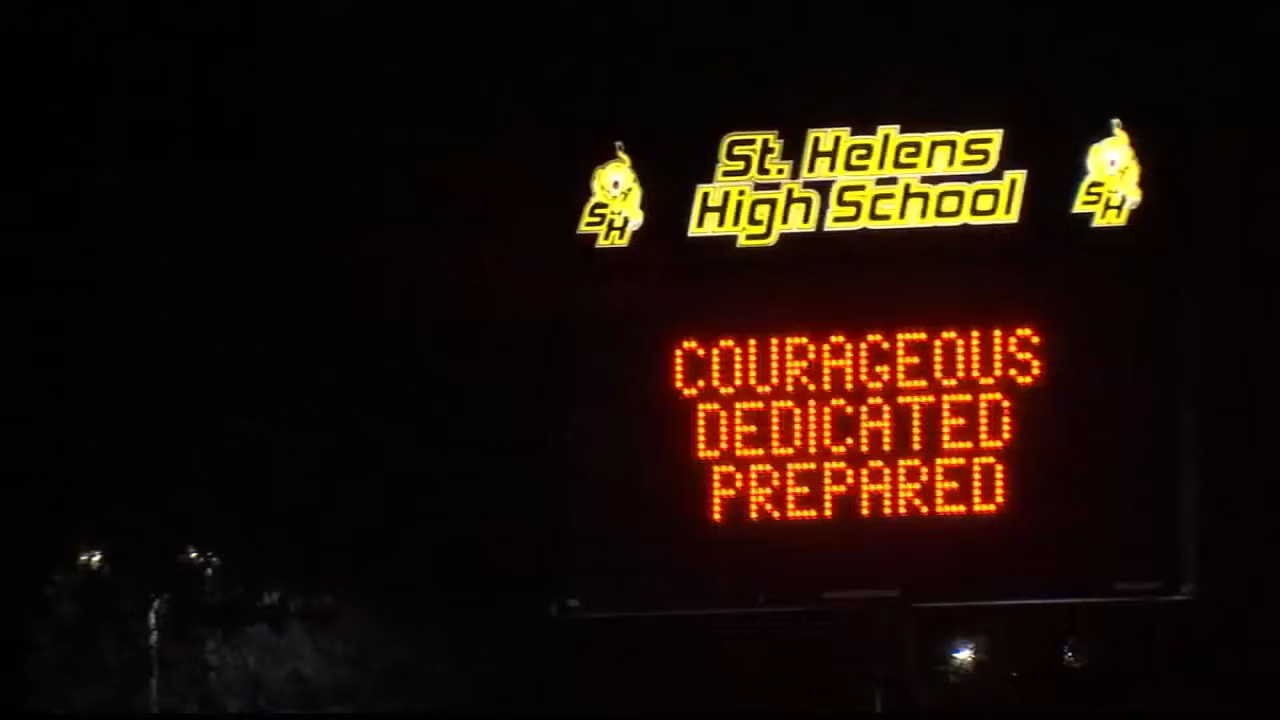 St. Helens
High School
SH
SH
COURAGEOUS
DEDICATED
PREPARED